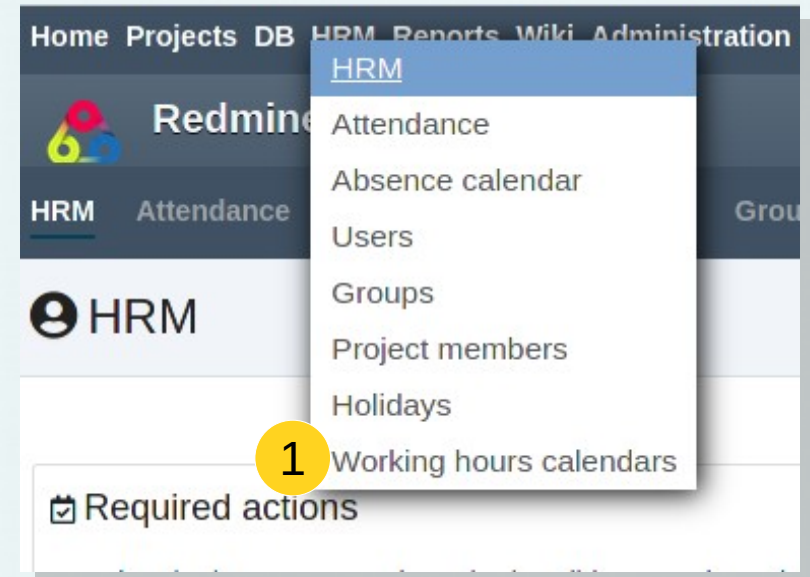 Home Projects DB HRM Reports Wiki Administration
HRM
Redmine
Attendance
Absence calendar
HRM Attendance
Users
Groups
HRM
Project members
Holidays
1 Working hours calendars
Required actions